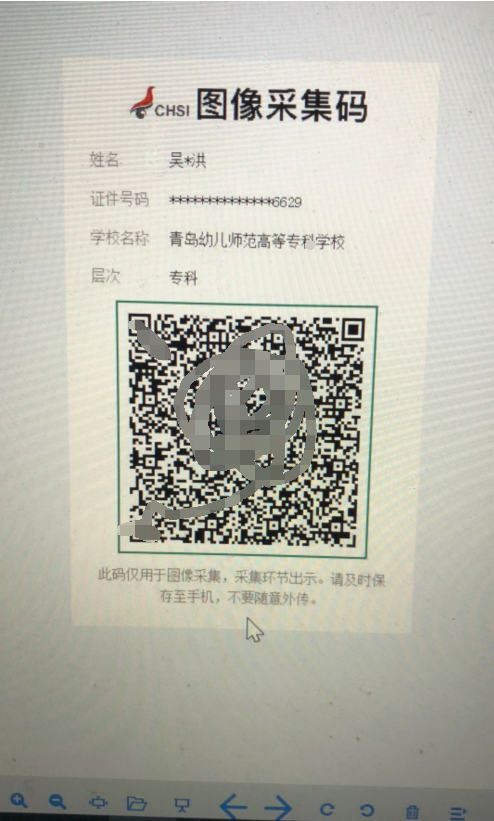 CHSI 图像采集码
姓名 吴*洪
证件号码 **************6629
学校名称 青岛幼儿师范高等专科学校
层次 专科
此码仅用于图像采集，采集环节出示。请及时保
存至手机，不要随意外传。